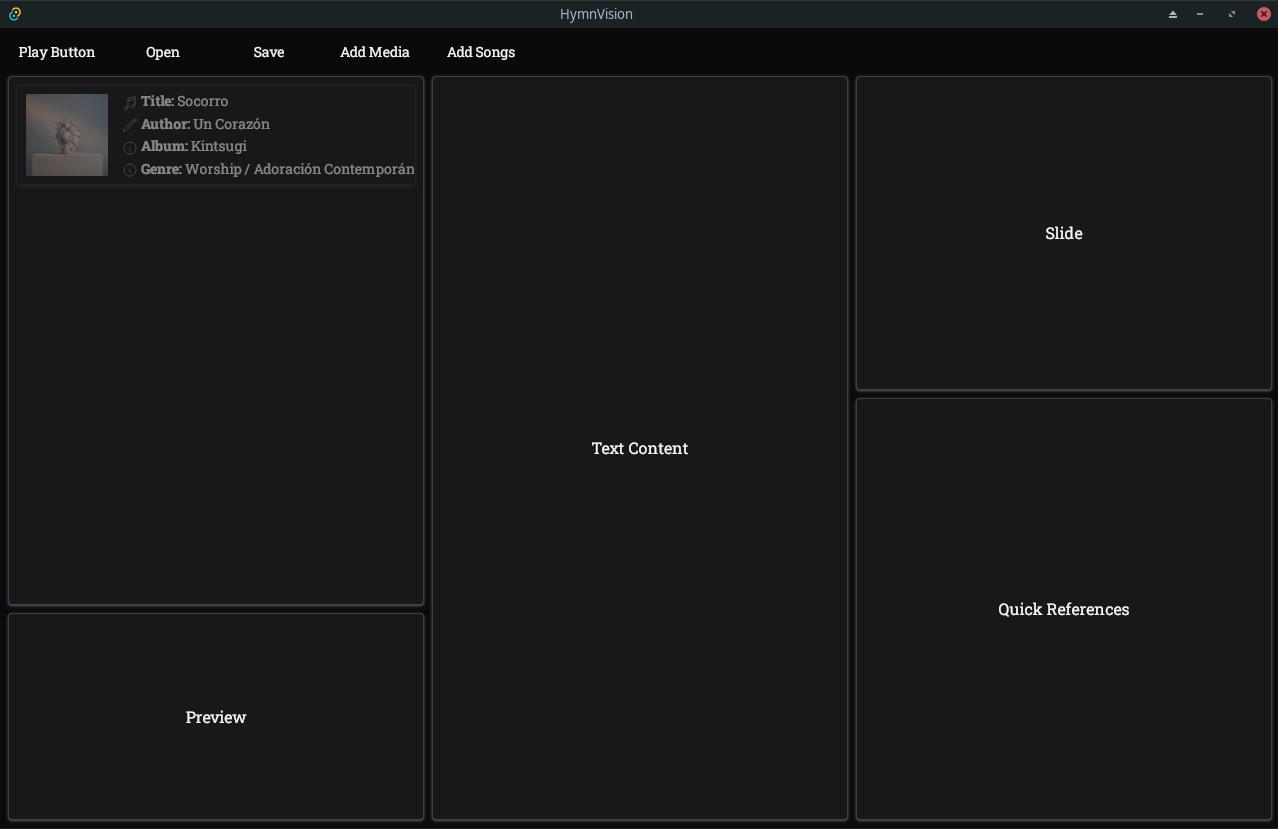 HymnVision
Play Button Open Save Add Media Add Songs
Title: Socorro
Author: Un Corazón
Album: Kintsugi
Genre: Worship / Adoración Contemporán
Slide
Text Content
Quick References
Preview